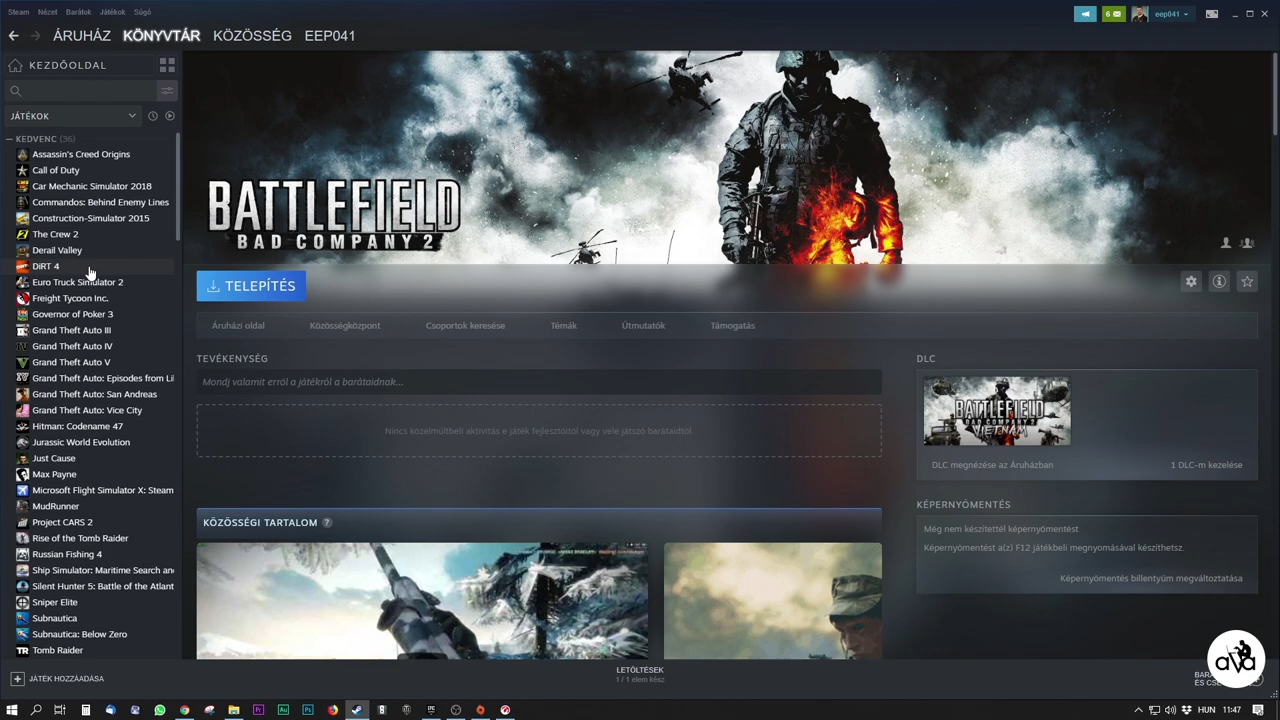 Steam Nézet Barátok Játékok Súgó
6 eep041
ÁRUHÁZ KÖNYVTÁR KÖZÖSSÉG EEP041
KEZDŐOLDAL
JÁTÉKOK
KEDVENC (36)
Assassin's Creed Origins
Call of Duty
Car Mechanic Simulator 2018
Commandos: Behind Enemy Lines
Construction-Simulator 2015
The Crew 2
Derail Valley
DiRT 4
Euro Truck Simulator 2
Freight Tycoon Inc.
Governor of Poker 3
Grand Theft Auto III
Grand Theft Auto IV
Grand Theft Auto V
Grand Theft Auto: Episodes from Li
Grand Theft Auto: San Andreas
Grand Theft Auto: Vice City
Hitman: Codename 47
Jurassic World Evolution
Just Cause
Max Payne
Microsoft Flight Simulator X: Steam
MudRunner
Project CARS 2
Rise of the Tomb Raider
Russian Fishing 4
Ship Simulator: Maritime Search an
Silent Hunter 5: Battle of the Atlant
Sniper Elite
Subnautica
Subnautica: Below Zero
Tomb Raider
BATTLEFIELD
BAD COMPANY 2
TELEPÍTÉS
Áruházi oldal Közösségközpont Csoportok keresése Témák Útmutatók Támogatás
TEVÉKENYSÉG
Mondj valamit erről a játékról a barátaidnak...
Nincs közelmúltbeli aktivitás e játék fejlesztőitől vagy vele játszó barátaidtól.
KÖZÖSSÉGI TARTALOM ?
DLC
BATTLEFIELD
BAD COMPANY 2
VIETNAM
DLC megnézése az Áruházban 1 DLC-m kezelése
KÉPERNYŐMENTÉS
Még nem készítettél képernyőmentést
Képernyőmentést a(z) F12 játékbeli megnyomásával készíthetsz.
Képernyőmentés billentyűm megváltoztatása
JÁTÉK HOZZÁADÁSA
LETÖLTÉSEK
1 / 1 elem kész
ava
HUN 11:47